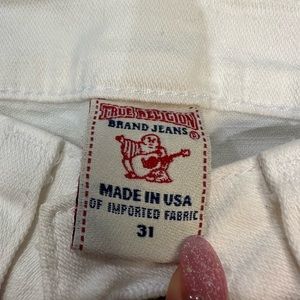 TRUE RELIGION
BRAND JEANS ®
MADE IN USA
OF IMPORTED FABRIC
31